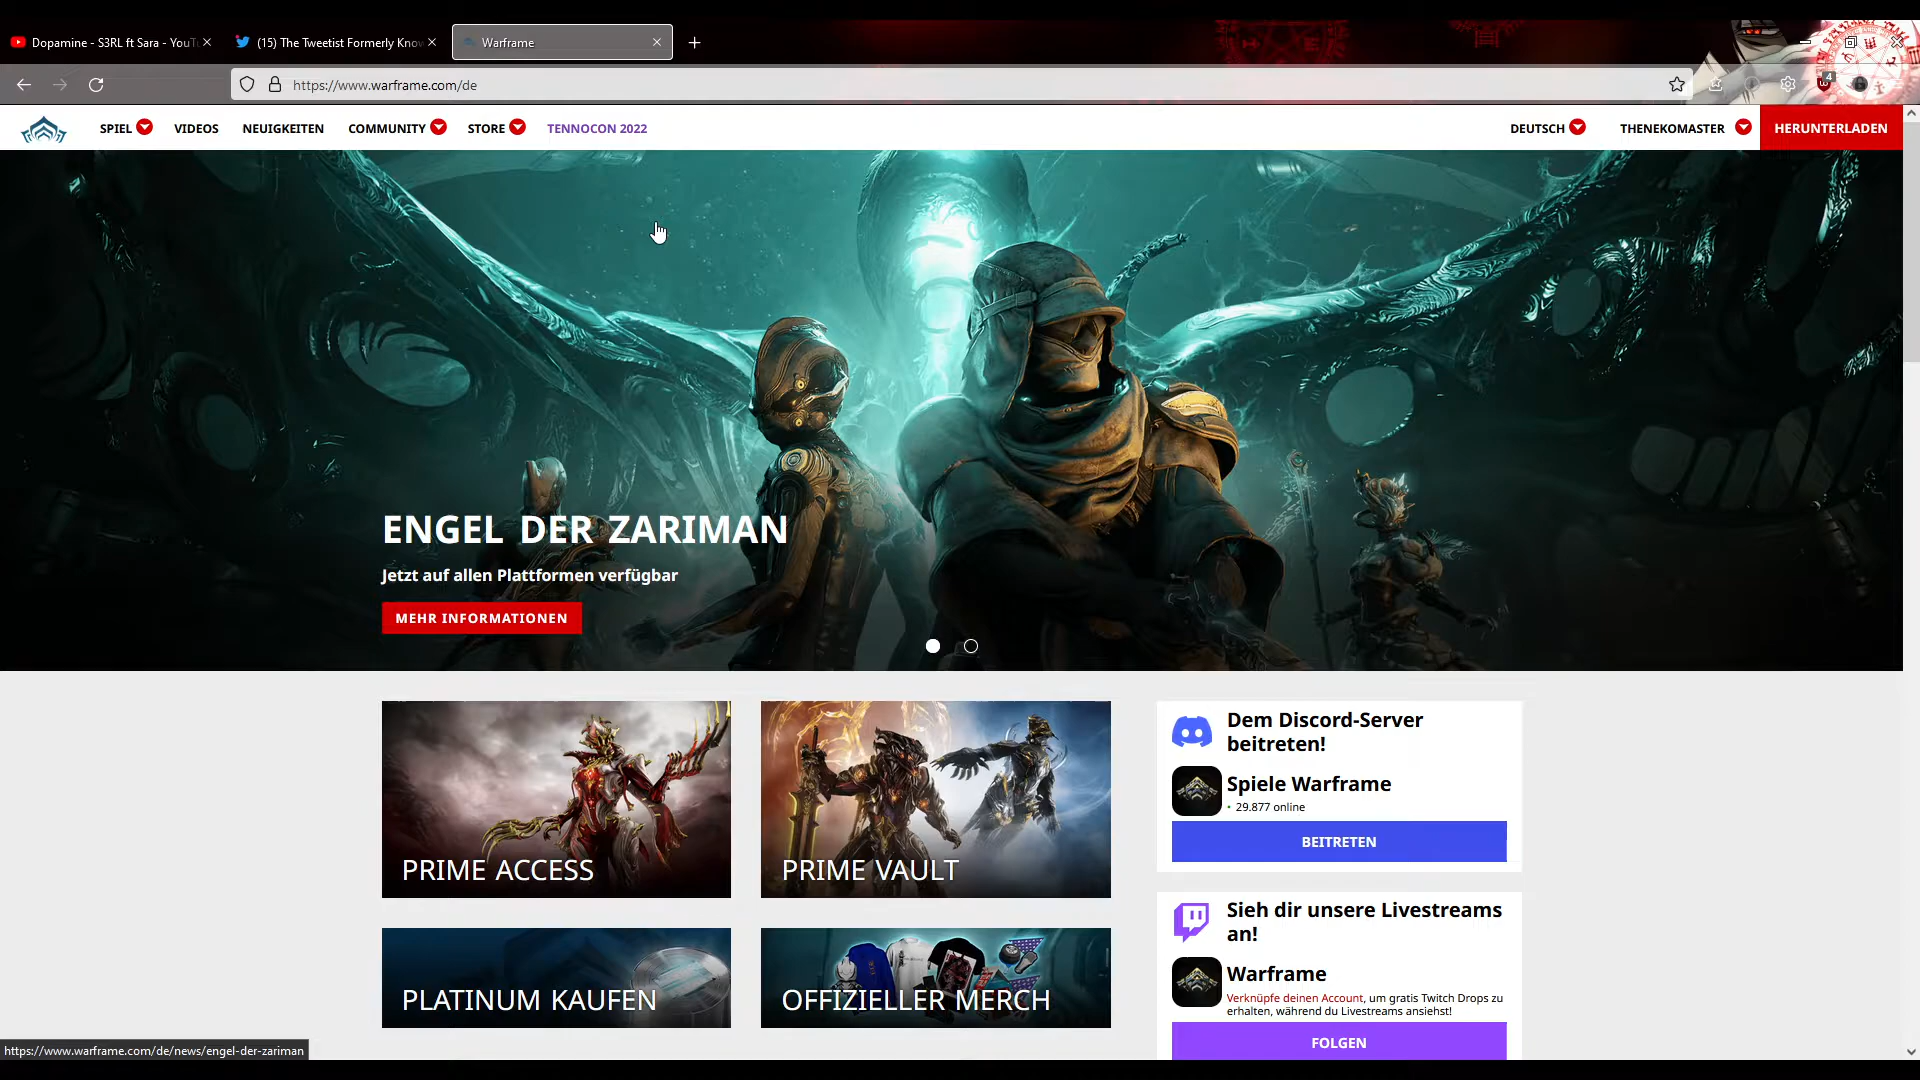 Dopamine - S3RL ft Sara - YouTu
(15) The Tweetist Formerly Know
Warframe
https://www.warframe.com/de
4
SPIEL
VIDEOS
NEUIGKEITEN
COMMUNITY
STORE
TENNOCON 2022
DEUTSCH
THENEKOMASTER
HERUNTERLADEN
ENGEL DER ZARIMAN
Jetzt auf allen Plattformen verfügbar
MEHR INFORMATIONEN
PRIME ACCESS
PRIME VAULT
PLATINUM KAUFEN
OFFIZIELLER MERCH
Dem Discord-Server
beitreten!
Spiele Warframe
• 29.877 online
BEITRETEN
Sieh dir unsere Livestreams
an!
Warframe
Verknüpfe deinen Account, um gratis Twitch Drops zu
erhalten, während du Livestreams ansiehst!
FOLGEN
https://www.warframe.com/de/news/engel-der-zariman